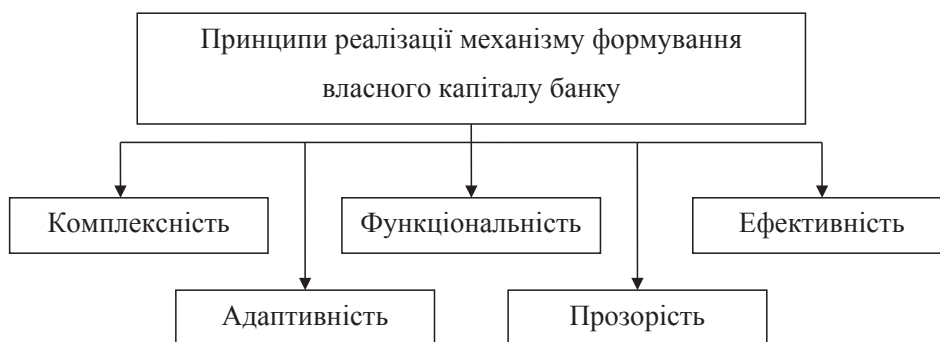 Принципи реалізації механізму формування
власного капіталу банку
Комплексність
Функціональність
Ефективність
Адаптивність
Прозорість